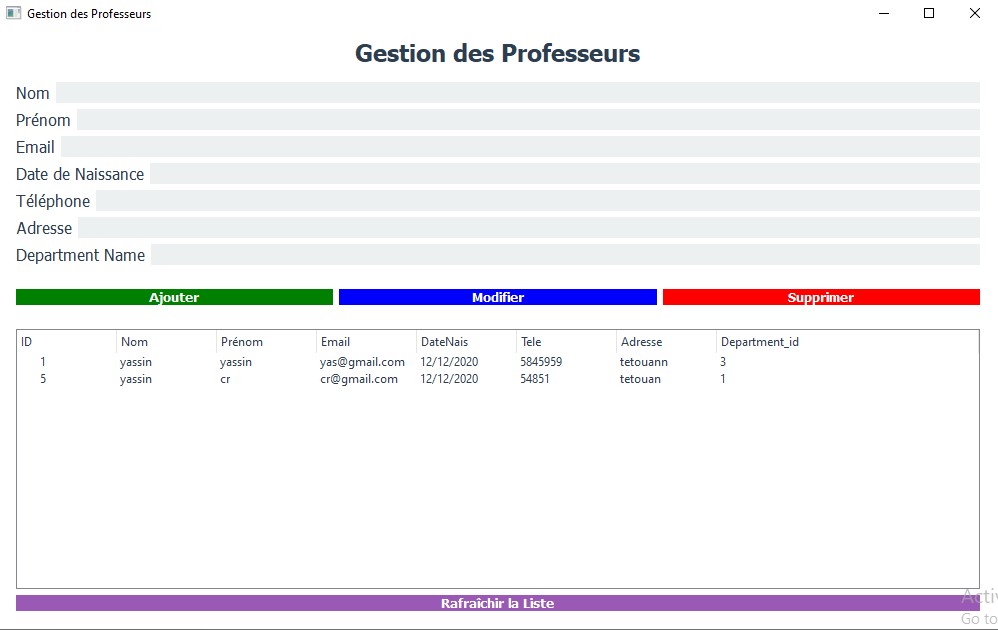 Gestion des Professeurs
Gestion des Professeurs
Nom
Prénom
Email
Date de Naissance
Téléphone
Adresse
Department Name
Ajouter Modifier Supprimer
ID Nom Prénom Email DateNais Tele Adresse Department_id
1 yassin yassin yas@gmail.com 12/12/2020 5845959 tetouann 3
5 yassin cr cr@gmail.com 12/12/2020 54851 tetouan 1
Rafraîchir la Liste
Go to